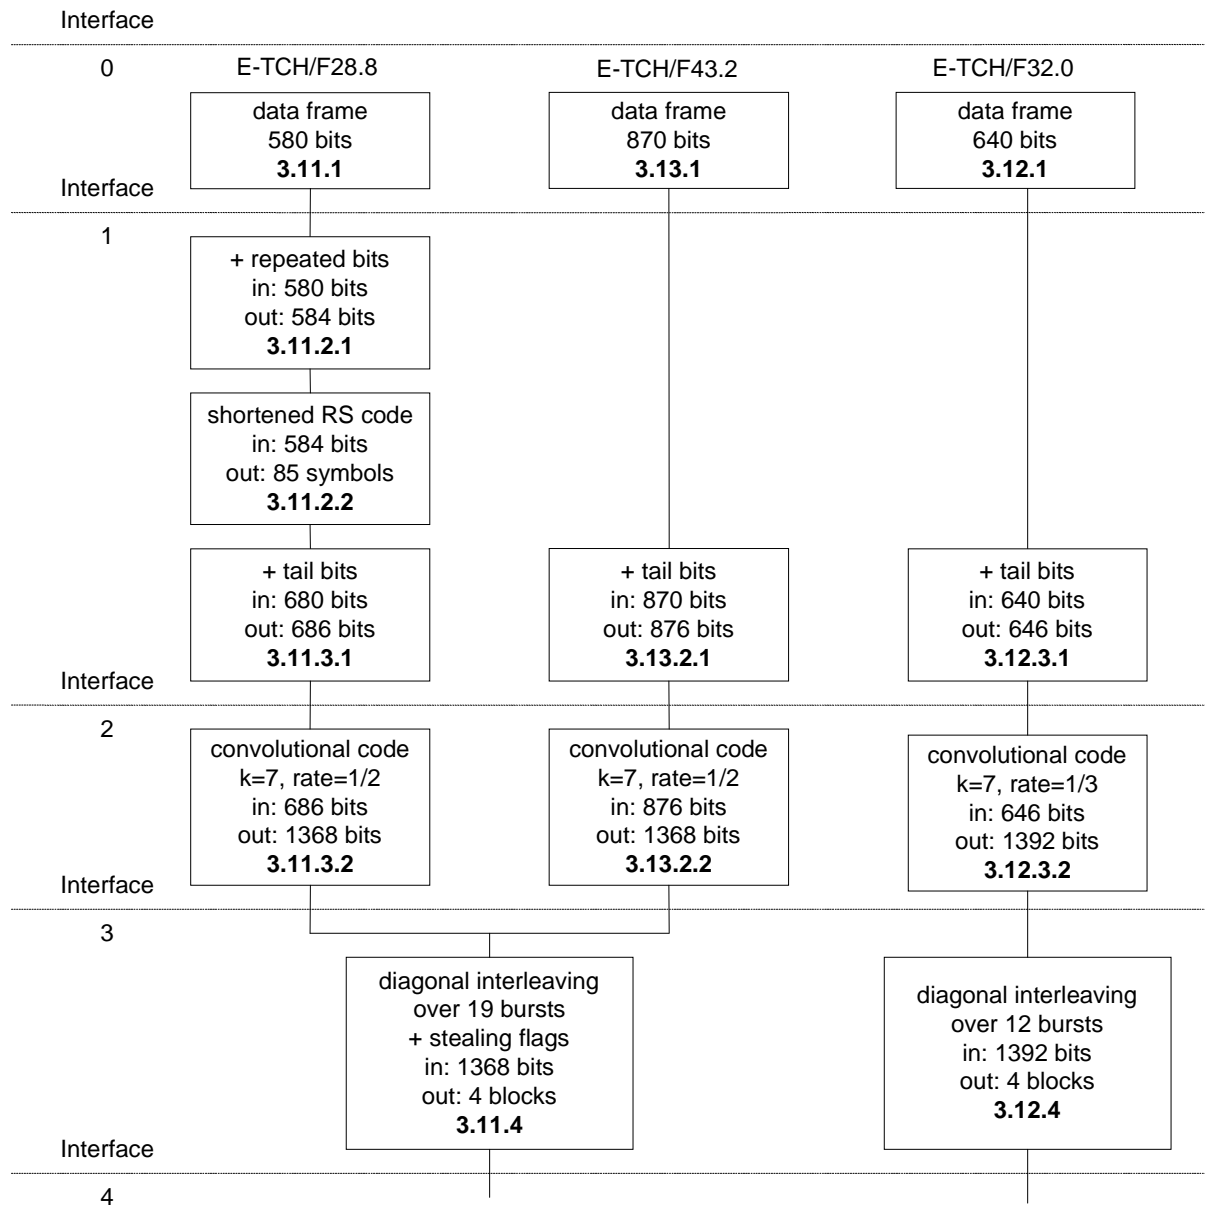 Interface
0
E-TCH/F28.8
E-TCH/F43.2
E-TCH/F32.0
data frame
580 bits
3.11.1
data frame
870 bits
3.13.1
data frame
640 bits
3.12.1
Interface
1
+ repeated bits
in: 580 bits
out: 584 bits
3.11.2.1
shortened RS code
in: 584 bits
out: 85 symbols
3.11.2.2
+ tail bits
in: 680 bits
out: 686 bits
3.11.3.1
+ tail bits
in: 870 bits
out: 876 bits
3.13.2.1
+ tail bits
in: 640 bits
out: 646 bits
3.12.3.1
Interface
2
convolutional code
k=7, rate=1/2
in: 686 bits
out: 1368 bits
3.11.3.2
convolutional code
k=7, rate=1/2
in: 876 bits
out: 1368 bits
3.13.2.2
convolutional code
k=7, rate=1/3
in: 646 bits
out: 1392 bits
3.12.3.2
Interface
3
diagonal interleaving
over 19 bursts
+ stealing flags
in: 1368 bits
out: 4 blocks
3.11.4
diagonal interleaving
over 12 bursts
in: 1392 bits
out: 4 blocks
3.12.4
Interface
4